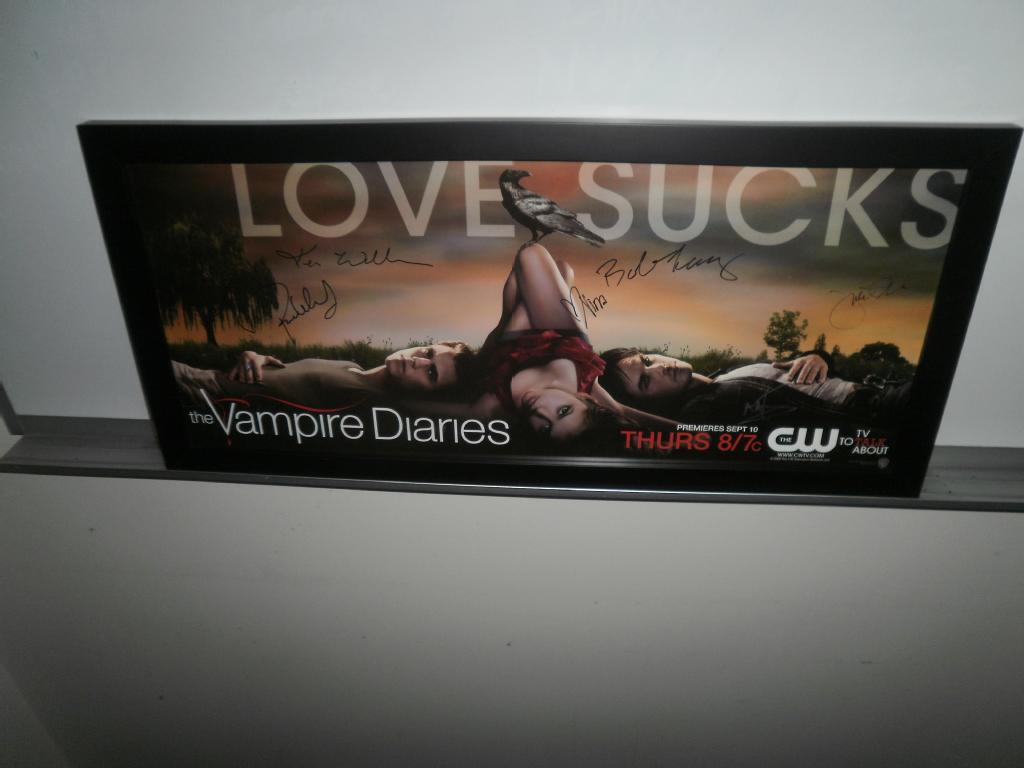 LOVE SUCKS
Nina
the Vampire Diaries
PREMIERES SEPT 10
THURS 8/7c
THE CW
WWW.CWTV.COM
TV
TO TALK
ABOUT